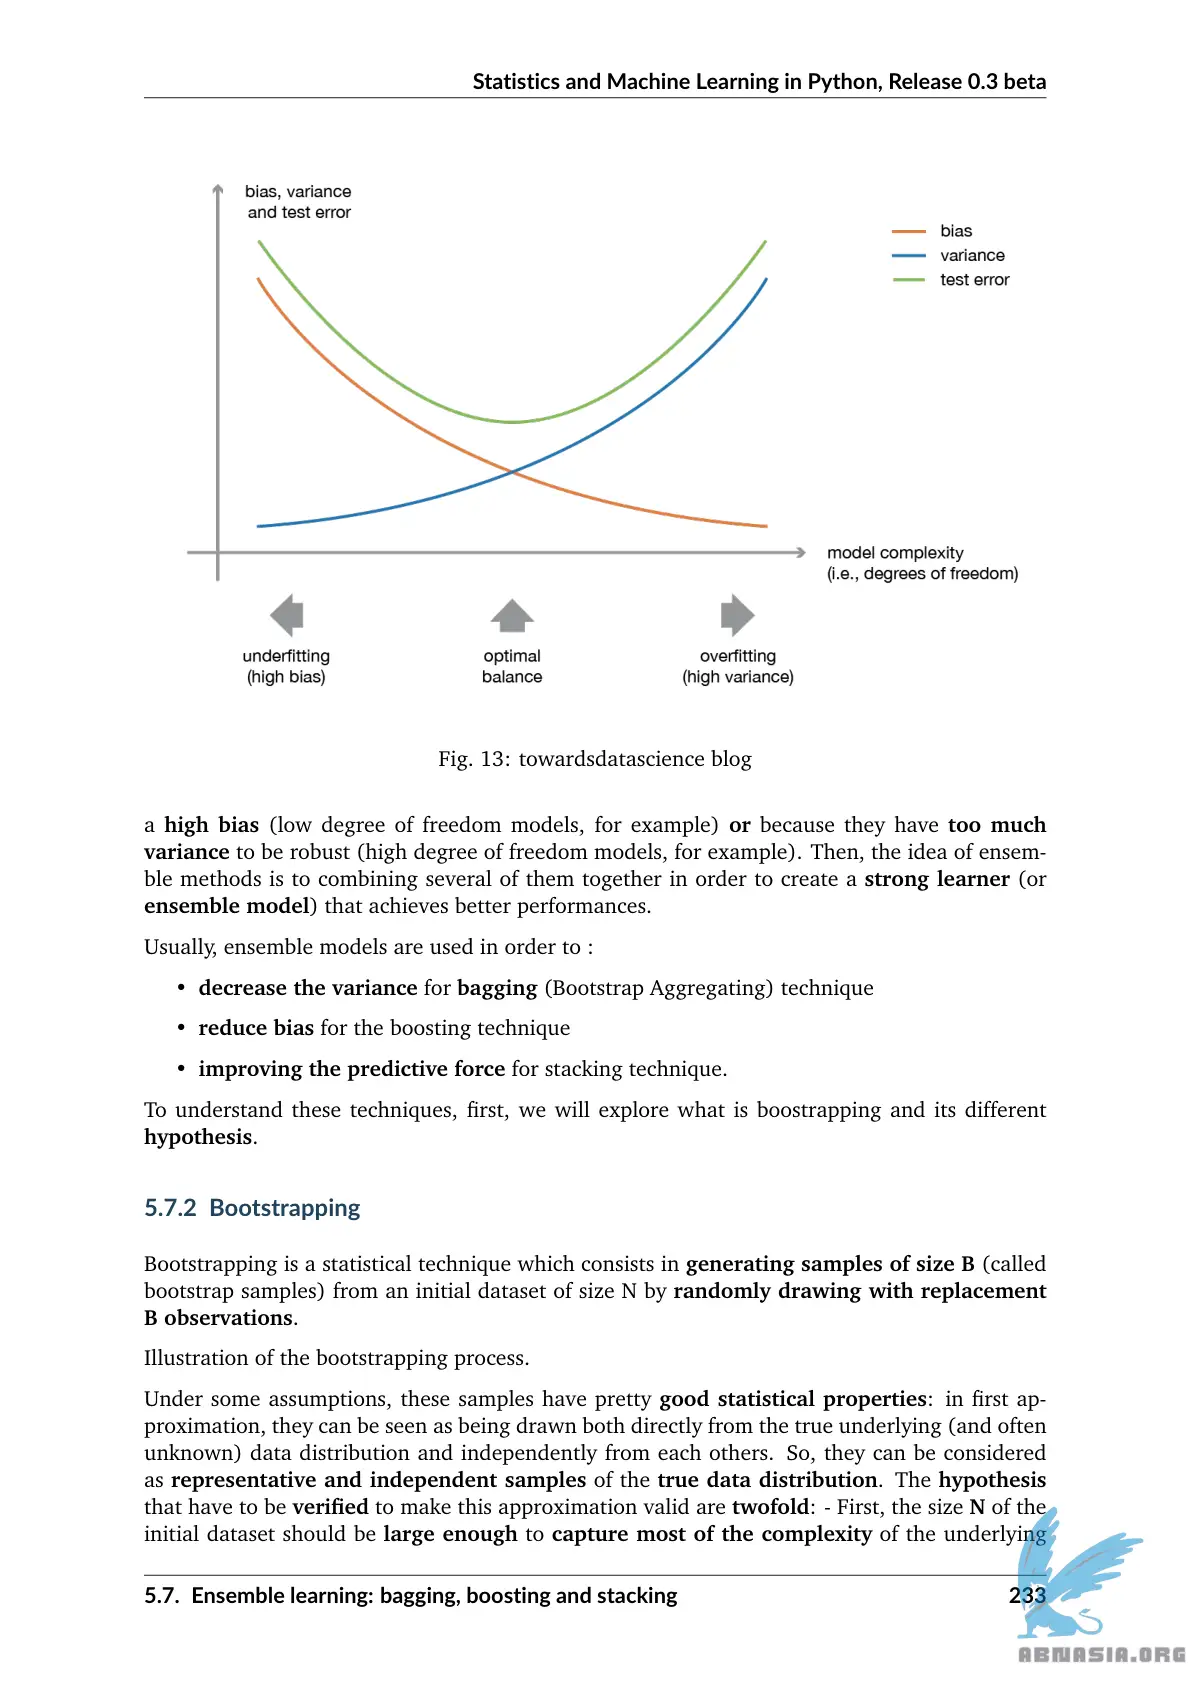 Statistics and Machine Learning in Python, Release 0.3 beta
bias, variance
and test error
bias
variance
test error
model complexity
(i.e., degrees of freedom)
underfitting
(high bias)
optimal
balance
overfitting
(high variance)
Fig. 13: towardsdatascience blog
a high bias (low degree of freedom models, for example) or because they have too much
variance to be robust (high degree of freedom models, for example). Then, the idea of ensem-
ble methods is to combining several of them together in order to create a strong learner (or
ensemble model) that achieves better performances.
Usually, ensemble models are used in order to :
• decrease the variance for bagging (Bootstrap Aggregating) technique
• reduce bias for the boosting technique
• improving the predictive force for stacking technique.
To understand these techniques, first, we will explore what is boostrapping and its different
hypothesis.
5.7.2 Bootstrapping
Bootstrapping is a statistical technique which consists in generating samples of size B (called
bootstrap samples) from an initial dataset of size N by randomly drawing with replacement
B observations.
Illustration of the bootstrapping process.
Under some assumptions, these samples have pretty good statistical properties: in first ap-
proximation, they can be seen as being drawn both directly from the true underlying (and often
unknown) data distribution and independently from each others. So, they can be considered
as representative and independent samples of the true data distribution. The hypothesis
that have to be verified to make this approximation valid are twofold: - First, the size N of the
initial dataset should be large enough to capture most of the complexity of the underlying
5.7. Ensemble learning: bagging, boosting and stacking
233
ABNASIA.ORG